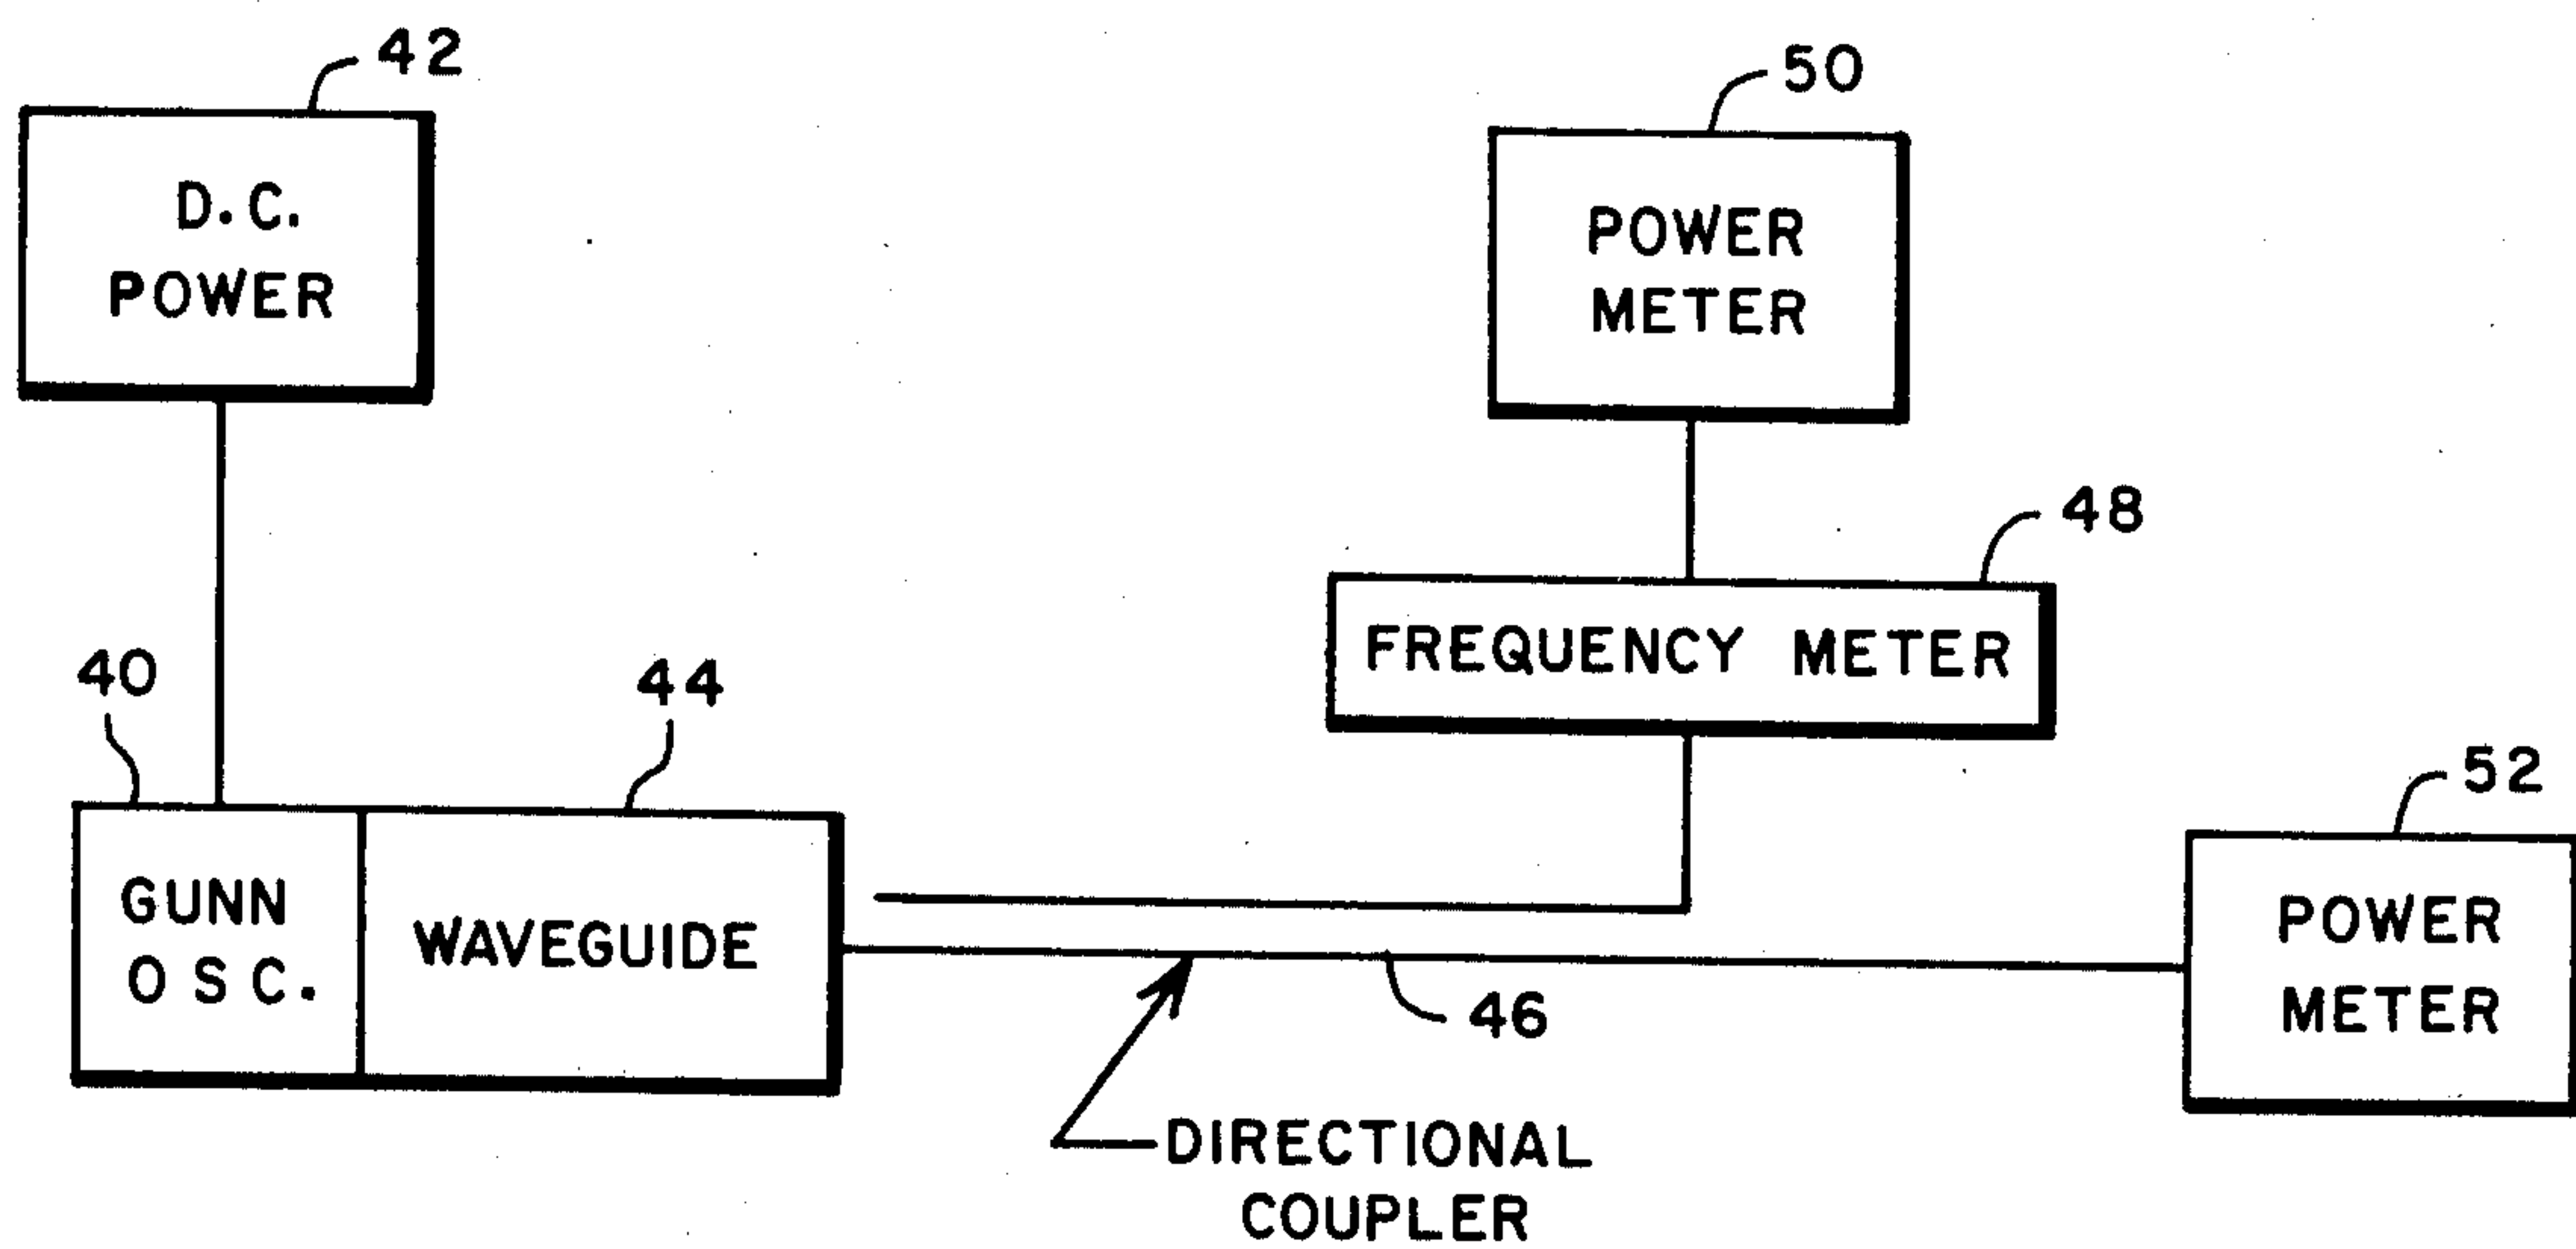 42
D.C.
POWER
50
POWER
METER
48
FREQUENCY METER
40
44
GUNN
OSC.
WAVEGUIDE
52
POWER
METER
46
DIRECTIONAL
COUPLER